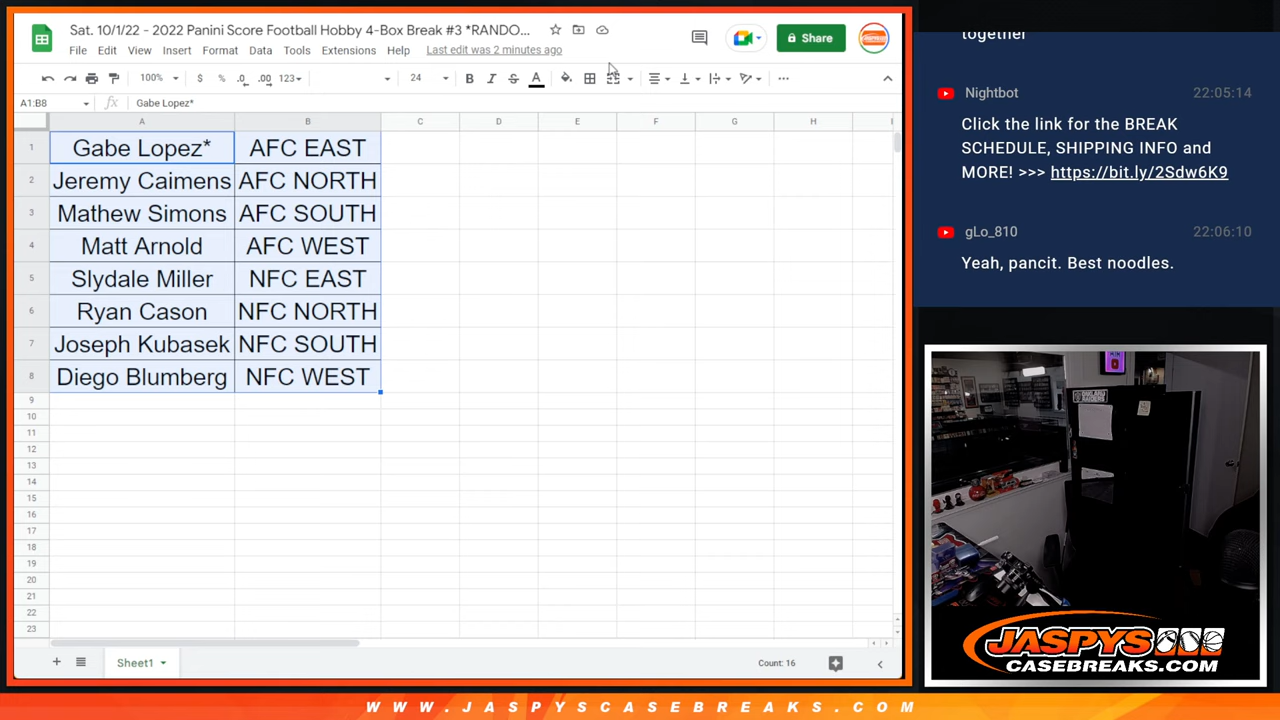 Sat. 10/1/22 - 2022 Panini Score Football Hobby 4-Box Break #3 *RANDO...
Share
File Edit View Insert Format Data Tools Extensions Help Last edit was 2 minutes ago
100% $ % .0 .00 123 24 B I S A
A1:B8 fx Gabe Lopez*
A B C D E F G H
1 Gabe Lopez* AFC EAST
2 Jeremy Caimens AFC NORTH
3 Mathew Simons AFC SOUTH
4 Matt Arnold AFC WEST
5 Slydale Miller NFC EAST
6 Ryan Cason NFC NORTH
7 Joseph Kubasek NFC SOUTH
8 Diego Blumberg NFC WEST
9
10
11
12
13
14
15
16
17
18
19
20
21
22
23
Sheet1 Count: 16
together
Nightbot 22:05:14
Click the link for the BREAK
SCHEDULE, SHIPPING INFO and
MORE! >>> https://bit.ly/2Sdw6K9
gLo_810 22:06:10
Yeah, pancit. Best noodles.
JASPYS
CASEBREAKS.COM
WWW.JASPYSCASEBREAKS.COM